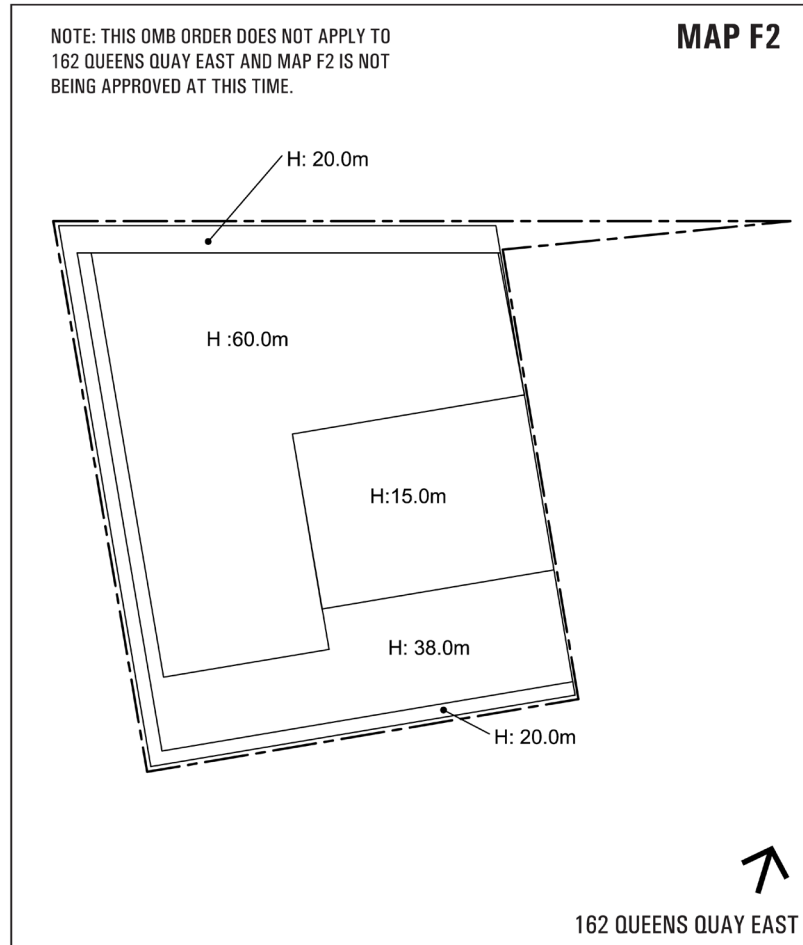 NOTE: THIS OMB ORDER DOES NOT APPLY TO
162 QUEENS QUAY EAST AND MAP F2 IS NOT
BEING APPROVED AT THIS TIME.
MAP F2
H: 20.0m
H :60.0m
H:15.0m
H: 38.0m
H: 20.0m
162 QUEENS QUAY EAST